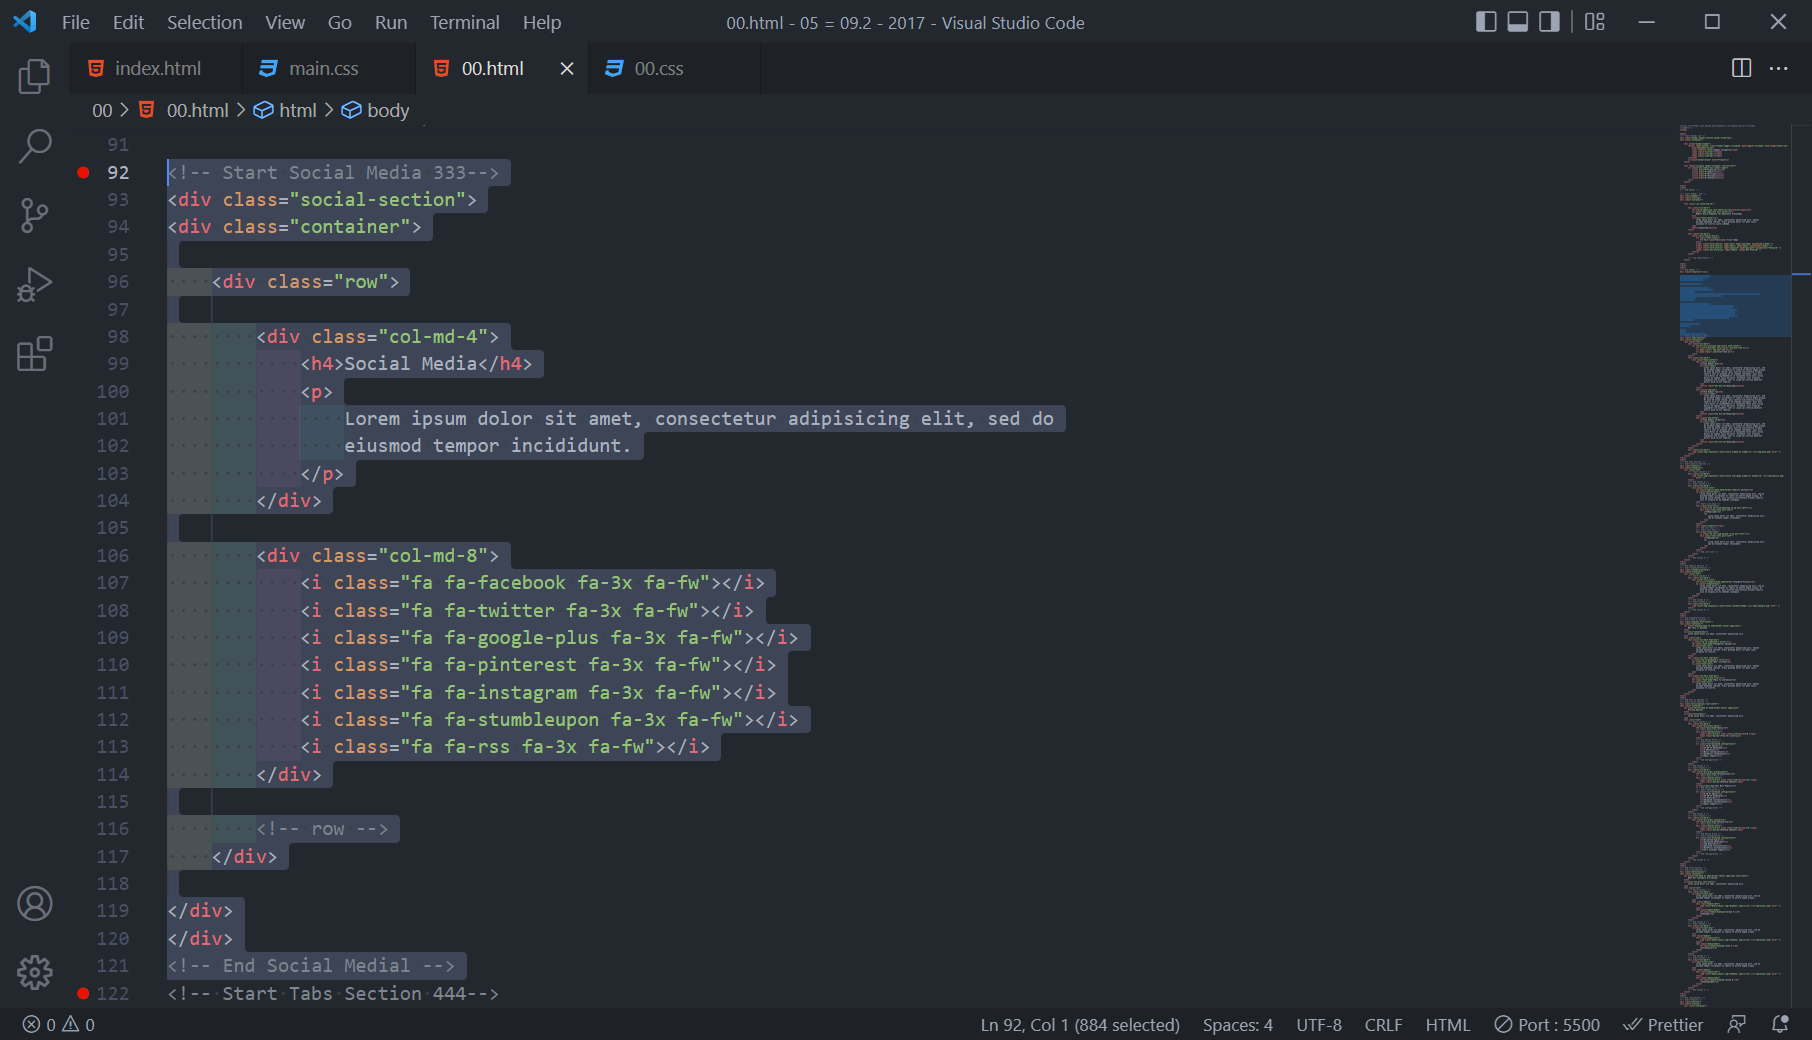 File Edit Selection View Go Run Terminal Help
00.html - 05 = 09.2 - 2017 - Visual Studio Code
index.html main.css 00.html 00.css
00 > 00.html > html > body
91
92 <!-- Start Social Media 333-->
93 <div class="social-section">
94 <div class="container">
95
96 <div class="row">
97
98 <div class="col-md-4">
99 <h4>Social Media</h4>
100 <p>
101 Lorem ipsum dolor sit amet, consectetur adipisicing elit, sed do
102 eiusmod tempor incididunt.
103 </p>
104 </div>
105
106 <div class="col-md-8">
107 <i class="fa fa-facebook fa-3x fa-fw"></i>
108 <i class="fa fa-twitter fa-3x fa-fw"></i>
109 <i class="fa fa-google-plus fa-3x fa-fw"></i>
110 <i class="fa fa-pinterest fa-3x fa-fw"></i>
111 <i class="fa fa-instagram fa-3x fa-fw"></i>
112 <i class="fa fa-stumbleupon fa-3x fa-fw"></i>
113 <i class="fa fa-rss fa-3x fa-fw"></i>
114 </div>
115
116 <!-- row -->
117 </div>
118
119 </div>
120 </div>
121 <!-- End Social Medial -->
122 <!-- Start Tabs Section 444-->
0 0 Ln 92, Col 1 (884 selected) Spaces: 4 UTF-8 CRLF HTML Port : 5500 Prettier